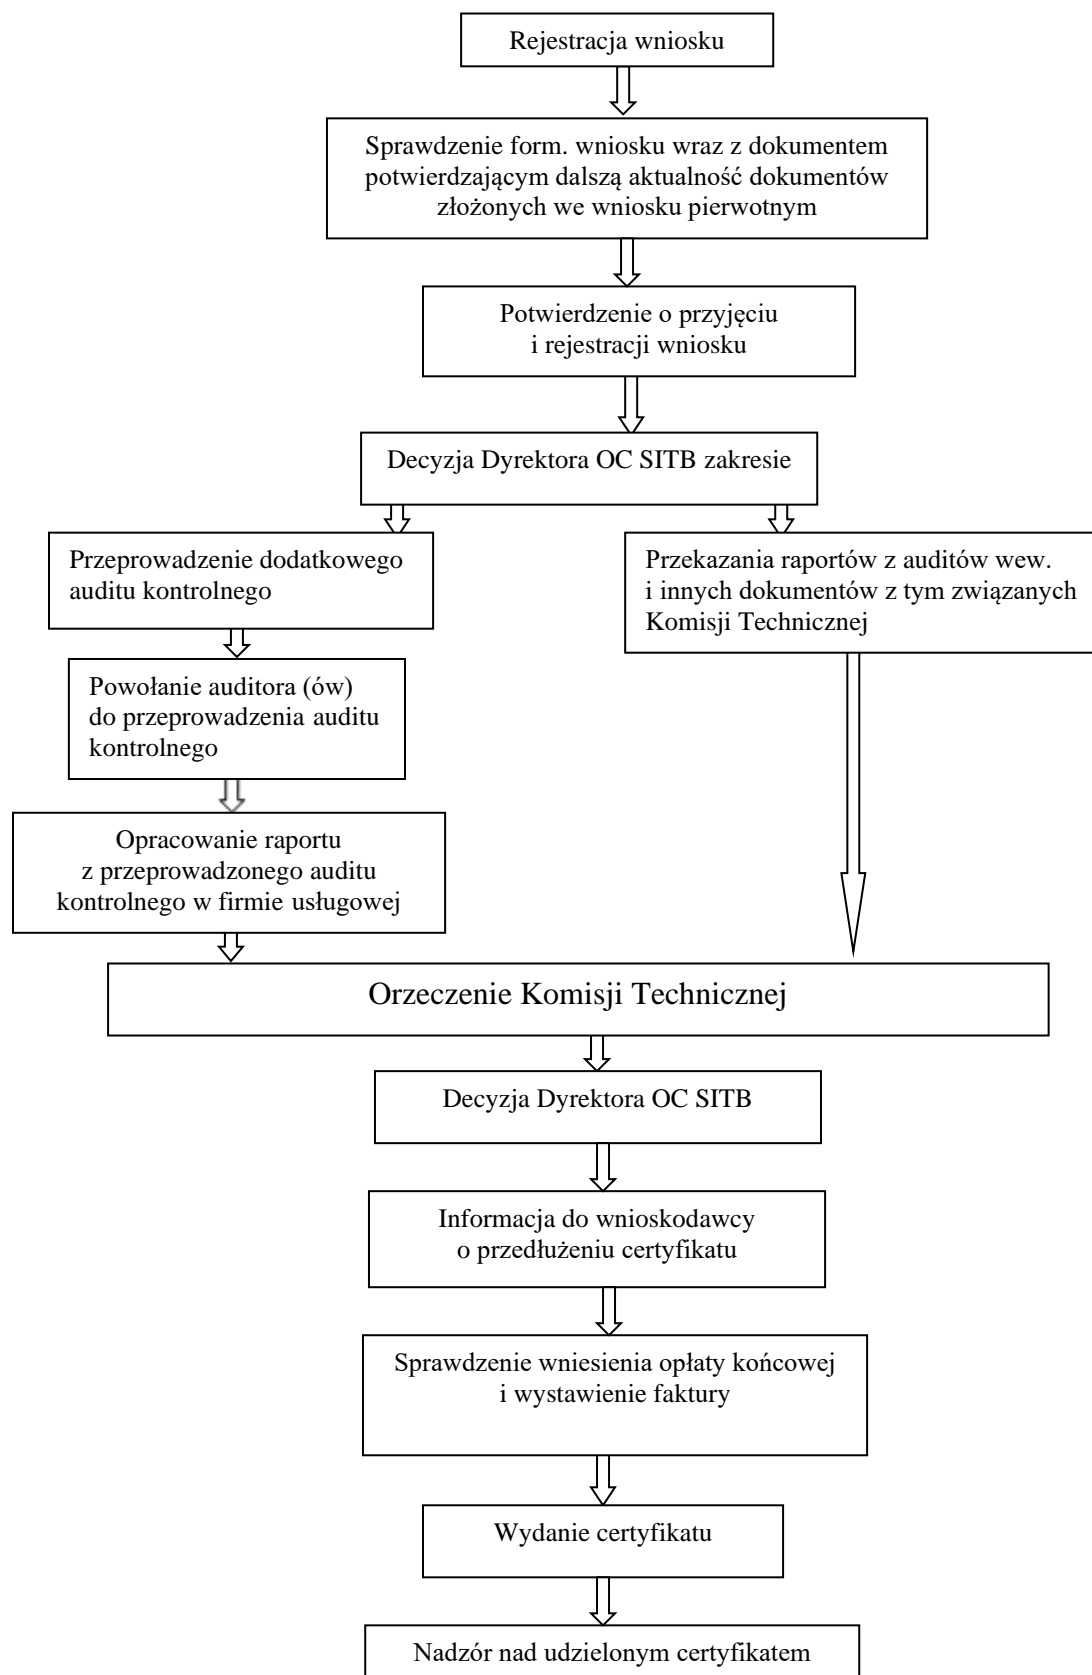 Rejestracja wniosku
Sprawdzenie form. wniosku wraz z dokumentem
potwierdzającym dalszą aktualność dokumentów
złożonych we wniosku pierwotnym
Potwierdzenie o przyjęciu
i rejestracji wniosku
Decyzja Dyrektora OC SITB zakresie
Przeprowadzenie dodatkowego
auditu kontrolnego
Powołanie auditora (ów)
do przeprowadzenia auditu
kontrolnego
Opracowanie raportu
z przeprowadzonego auditu
kontrolnego w firmie usługowej
Przekazania raportów z auditów wew.
i innych dokumentów z tym związanych
Komisji Technicznej
Orzeczenie Komisji Technicznej
Decyzja Dyrektora OC SITB
Informacja do wnioskodawcy
o przedłużeniu certyfikatu
Sprawdzenie wniesienia opłaty końcowej
i wystawienie faktury
Wydanie certyfikatu
Nadzór nad udzielonym certyfikatem